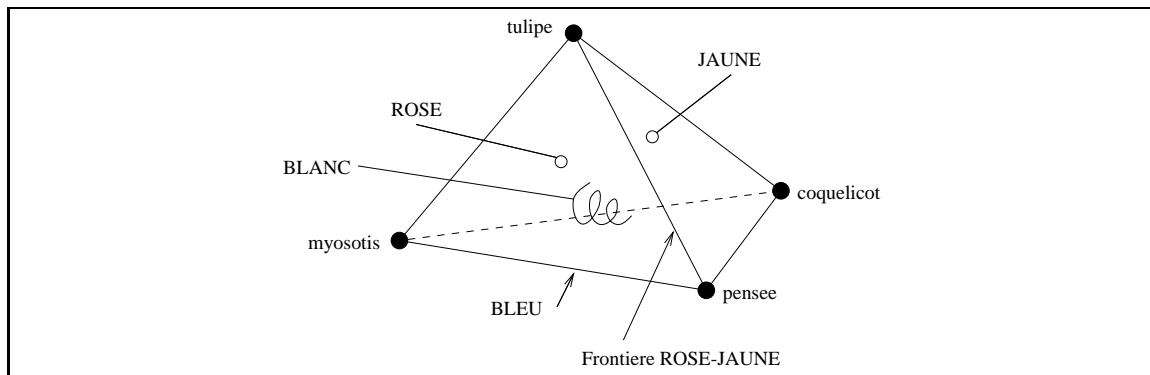 tulipe
JAUNE
ROSE
BLANC
coquelicot
myosotis
pensee
BLEU
Frontiere ROSE-JAUNE